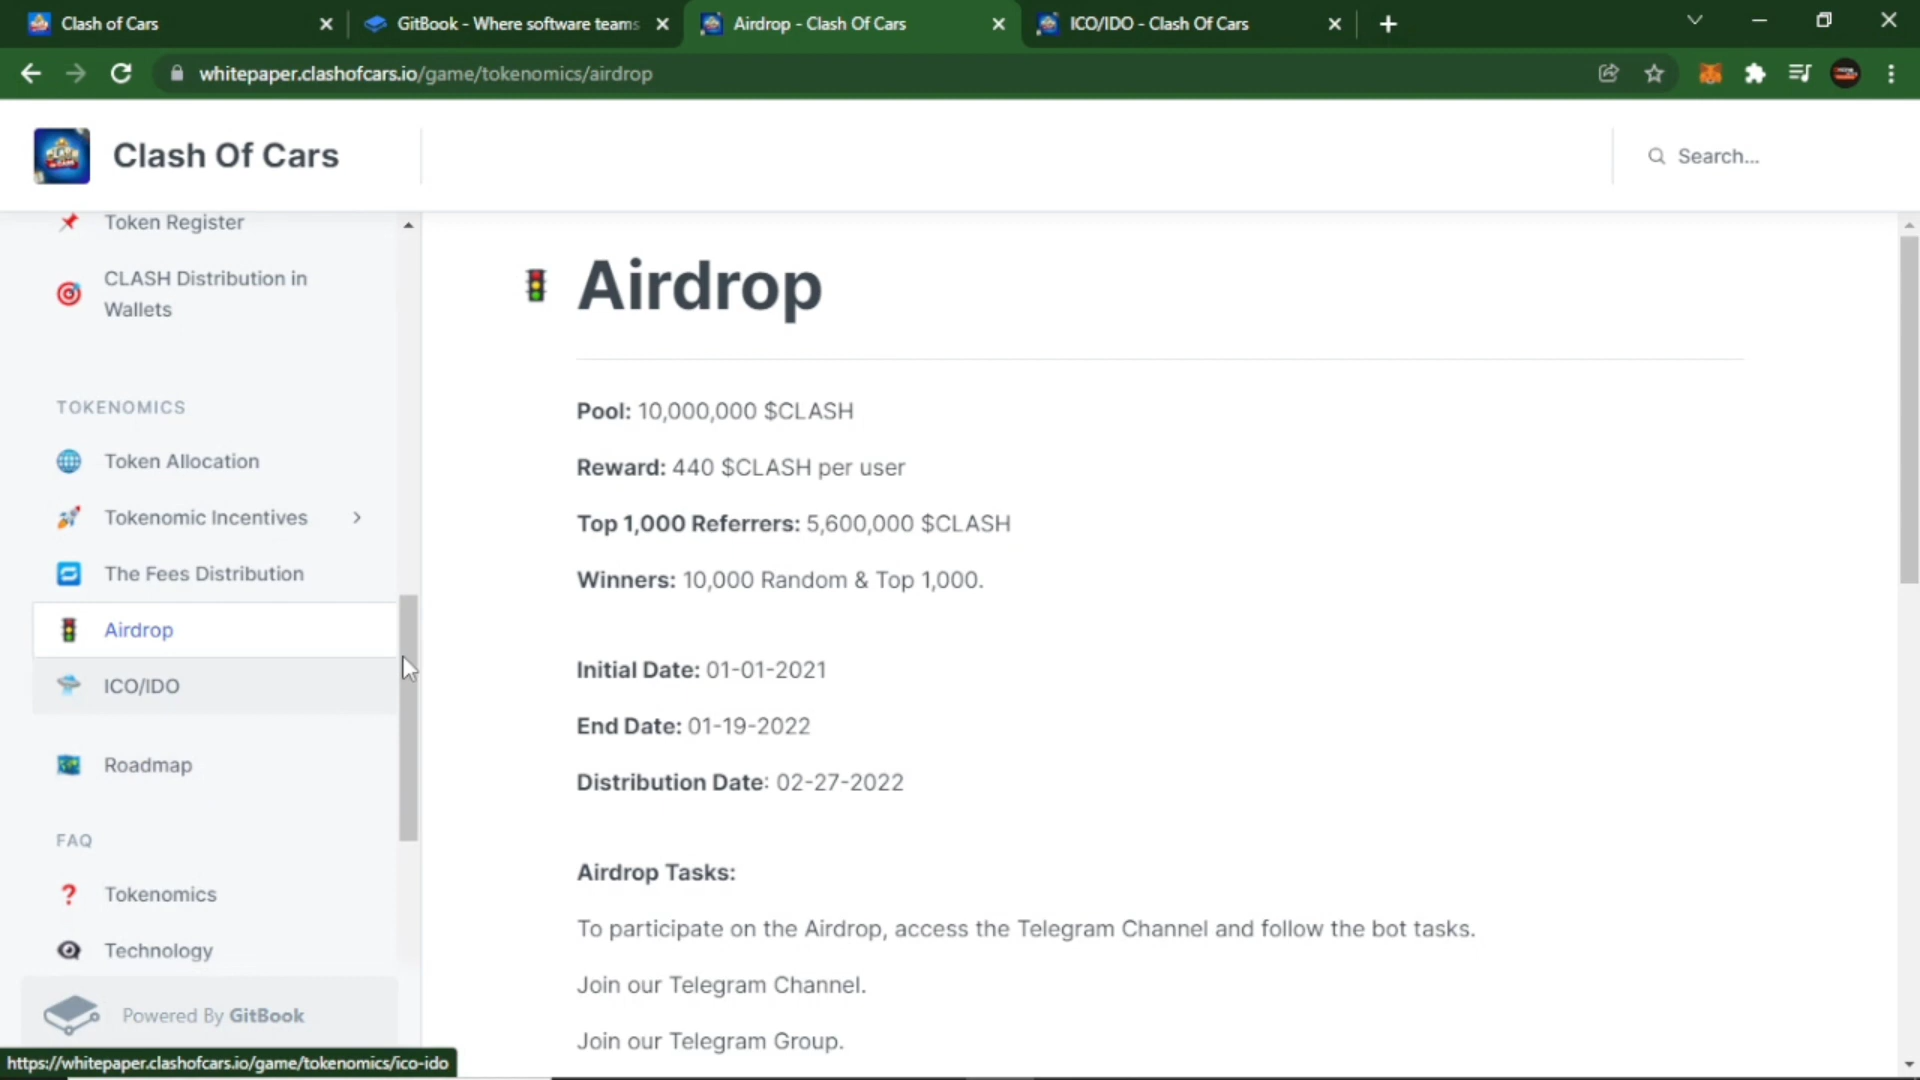 Clash of Cars
GitBook - Where software teams
Airdrop - Clash Of Cars
ICO/IDO - Clash Of Cars
whitepaper.clashofcars.io/game/tokenomics/airdrop
Clash Of Cars
Search...
Token Register
CLASH Distribution in
Wallets
TOKENOMICS
Token Allocation
Tokenomic Incentives
The Fees Distribution
Airdrop
ICO/IDO
Roadmap
FAQ
Tokenomics
Technology
Powered By GitBook
https://whitepaper.clashofcars.io/game/tokenomics/ico-ido
Airdrop
Pool: 10,000,000 $CLASH
Reward: 440 $CLASH per user
Top 1,000 Referrers: 5,600,000 $CLASH
Winners: 10,000 Random & Top 1,000.
Initial Date: 01-01-2021
End Date: 01-19-2022
Distribution Date: 02-27-2022
Airdrop Tasks:
To participate on the Airdrop, access the Telegram Channel and follow the bot tasks.
Join our Telegram Channel.
Join our Telegram Group.